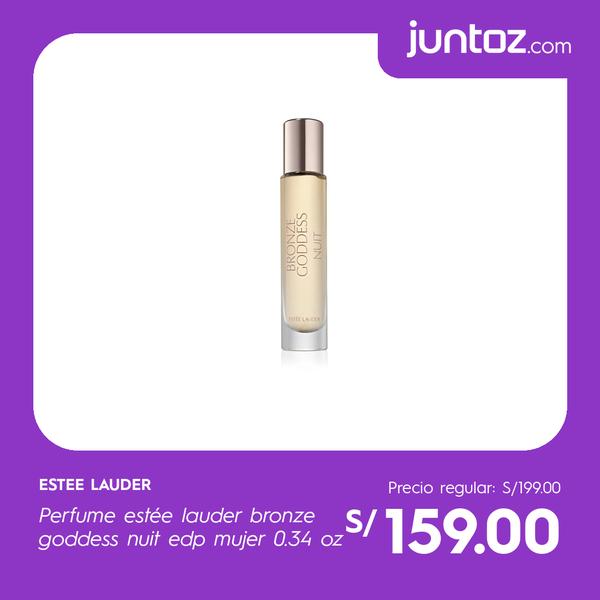 juntoz.com
BRONZE
GODDESS
NUIT
ESTĒE LAUDER
ESTEE LAUDER
Perfume estée lauder bronze
goddess nuit edp mujer 0.34 oz
Precio regular: S/199.00
S/159.00